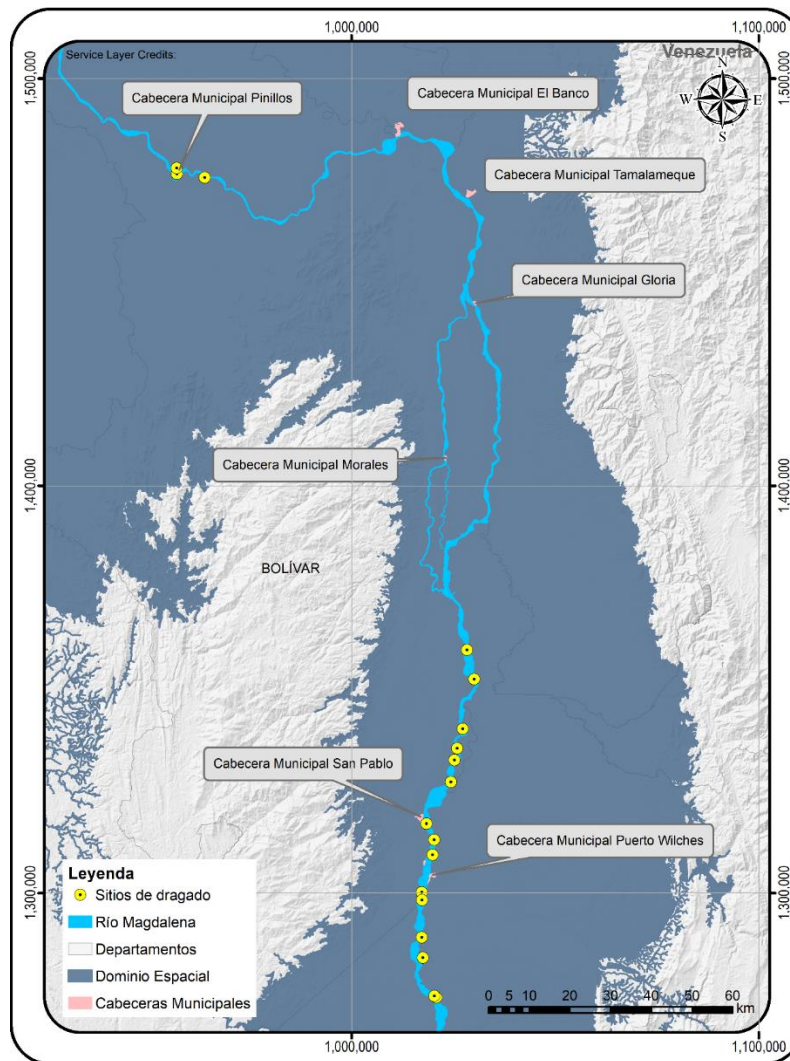 1,000,000
1,100,000
Service Layer Credits:
Venezuela
N
W E
S
1,500,000
1,500,000
Cabecera Municipal Pinillos
Cabecera Municipal El Banco
Cabecera Municipal Tamalameque
Cabecera Municipal Gloria
Cabecera Municipal Morales
1,400,000
1,400,000
BOLÍVAR
Cabecera Municipal San Pablo
Cabecera Municipal Puerto Wilches
1,300,000
1,300,000
Leyenda
Sitios de dragado
Río Magdalena
Departamentos
Dominio Espacial
Cabeceras Municipales
0 5 10 20 30 40 50 60
km
1,000,000
1,100,000